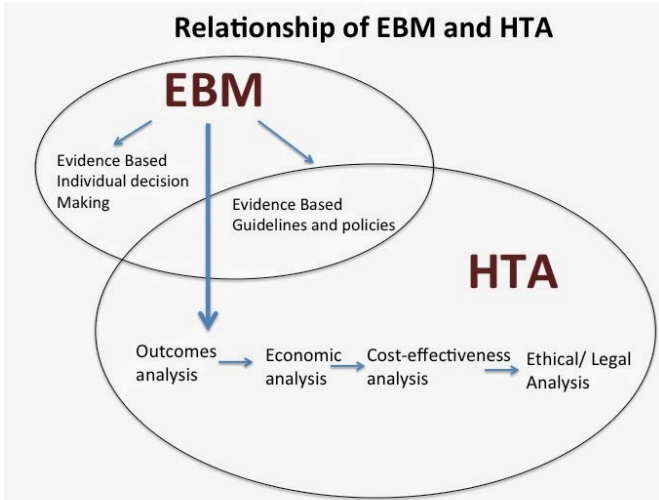 Relationship of EBM and HTA
EBM
Evidence Based
Individual decision
Making
Evidence Based
Guidelines and policies
HTA
Outcomes
analysis
Economic
analysis
Cost-effectiveness
analysis
Ethical/ Legal
Analysis